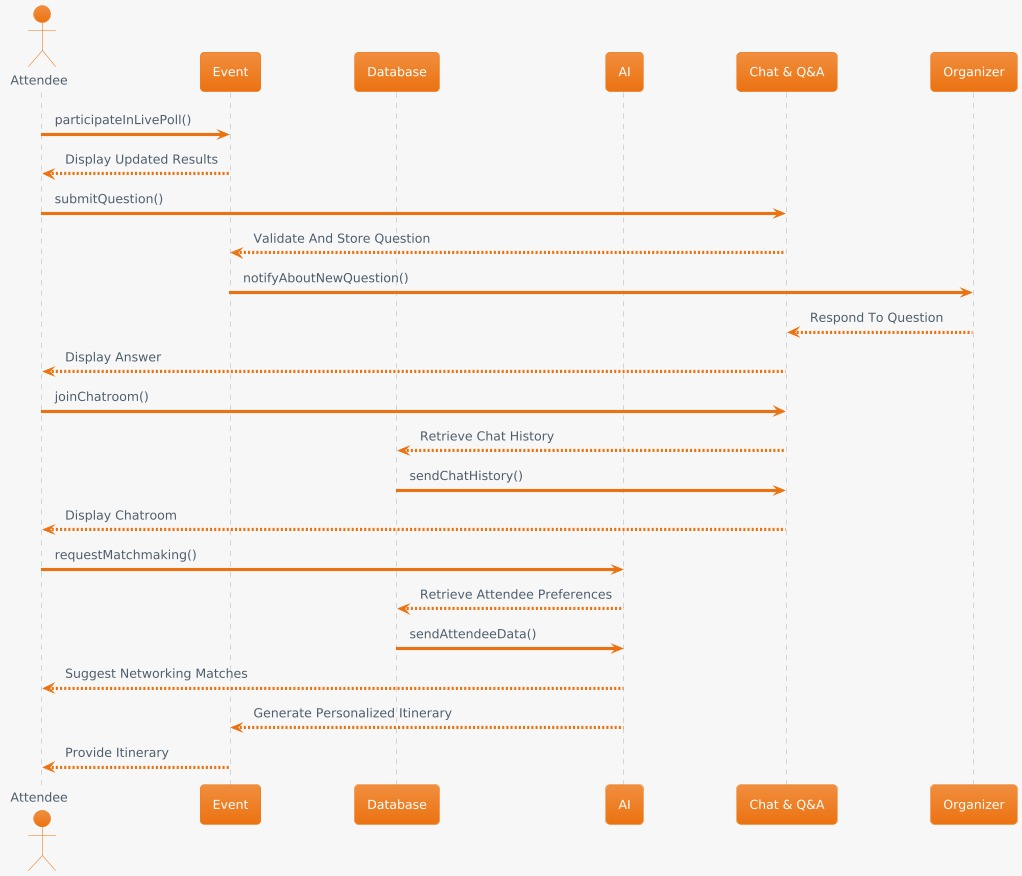 Attendee
Event
Database
AI
Chat & Q&A
Organizer
participateInLivePoll()
Display Updated Results
submitQuestion()
Validate And Store Question
notifyAboutNewQuestion()
Respond To Question
Display Answer
joinChatroom()
Retrieve Chat History
sendChatHistory()
Display Chatroom
requestMatchmaking()
Retrieve Attendee Preferences
sendAttendeeData()
Suggest Networking Matches
Generate Personalized Itinerary
Provide Itinerary
Attendee
Event
Database
AI
Chat & Q&A
Organizer